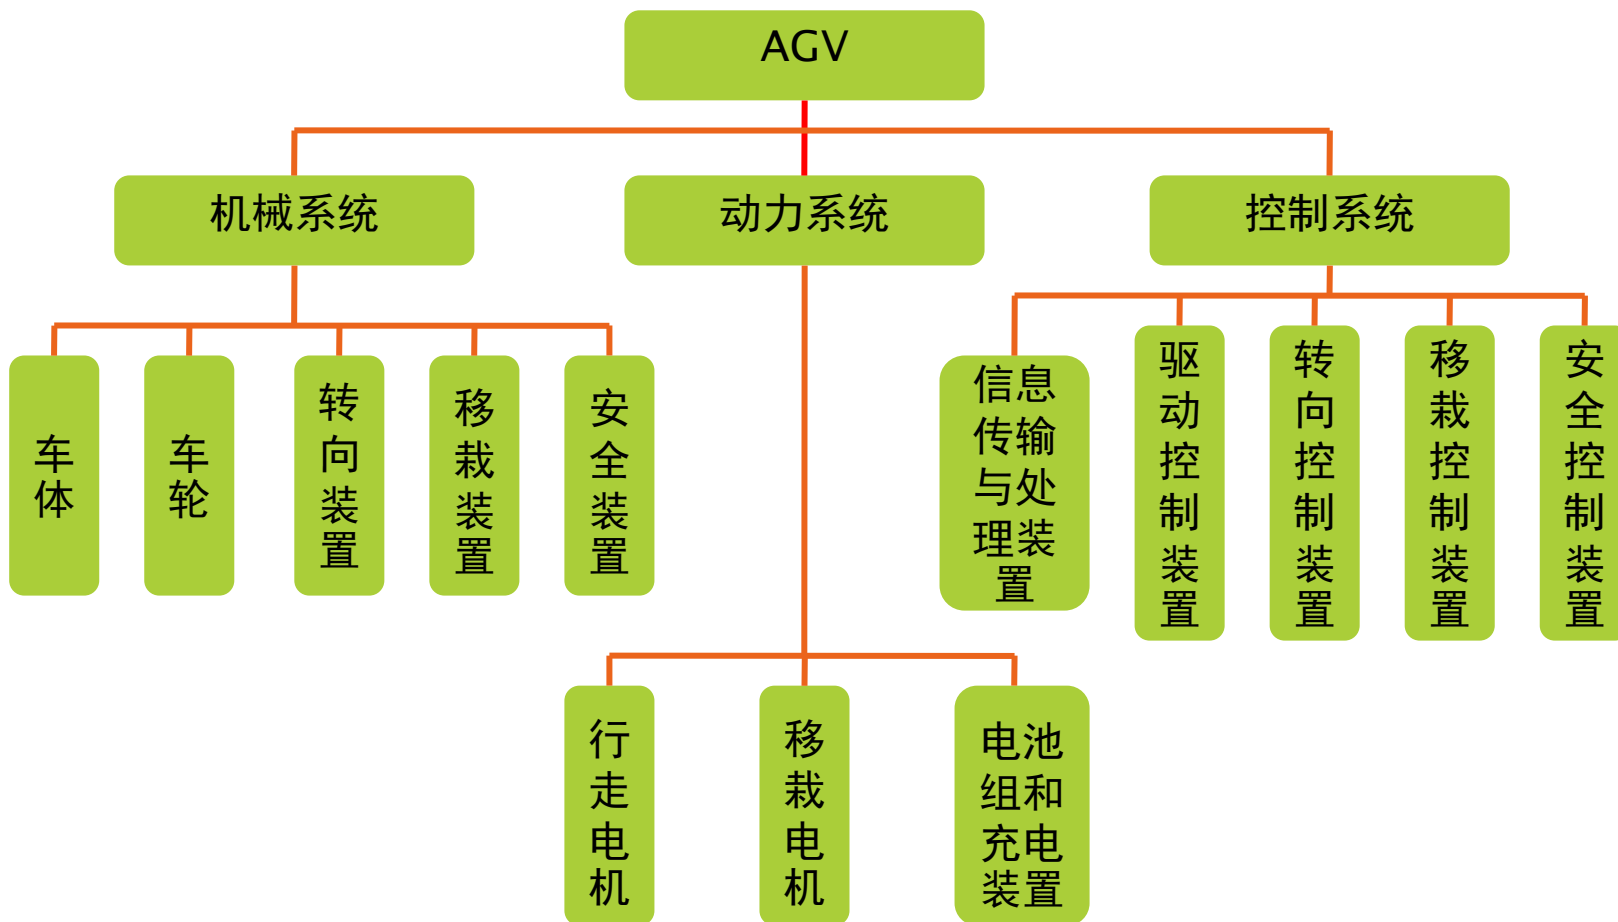 AGV
机械系统
动力系统
控制系统
车体
车轮
转向装置
移栽装置
安全装置
信息
传输
与处
理装
置
驱动控制装置
转向控制装置
移栽控制装置
安全控制装置
行走电机
移栽电机
电池
组和
充电
装置